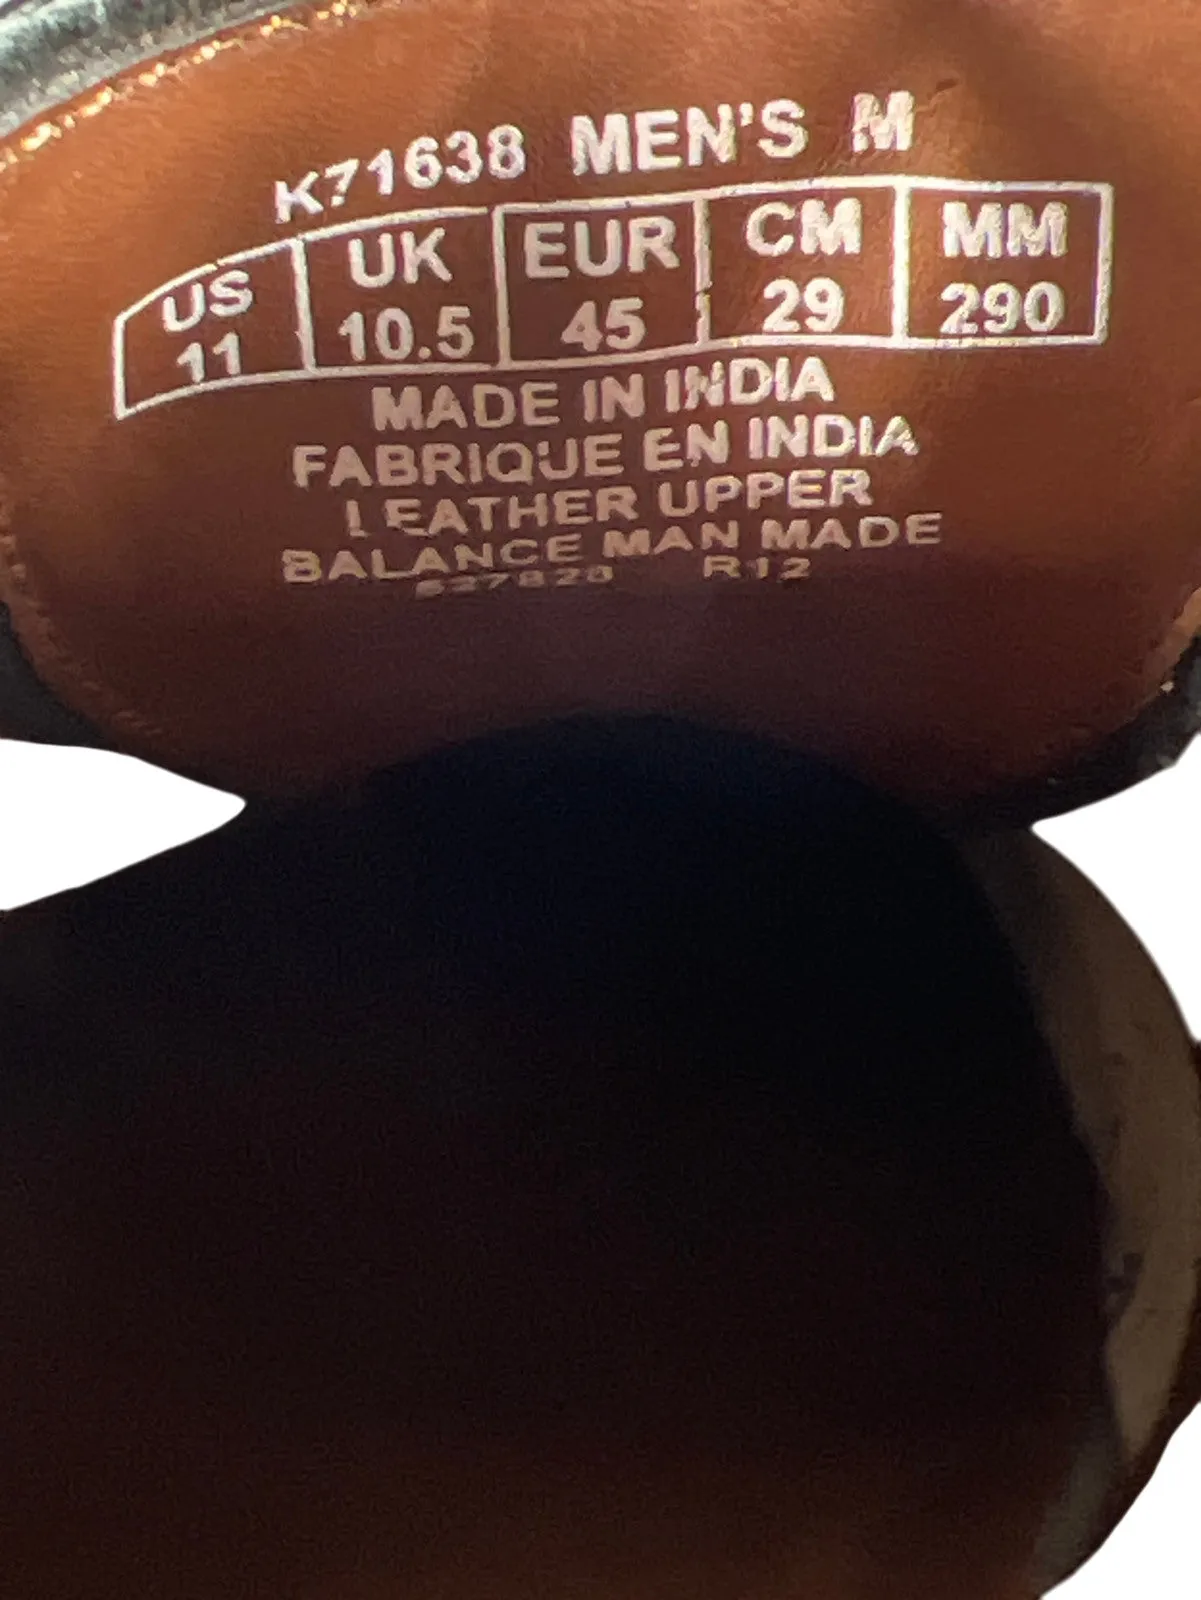 K71638 MEN'S M
US UK EUR CM MM
11 10.5 45 29 290
MADE IN INDIA
FABRIQUE EN INDIA
LEATHER UPPER
BALANCE MAN MADE
R12